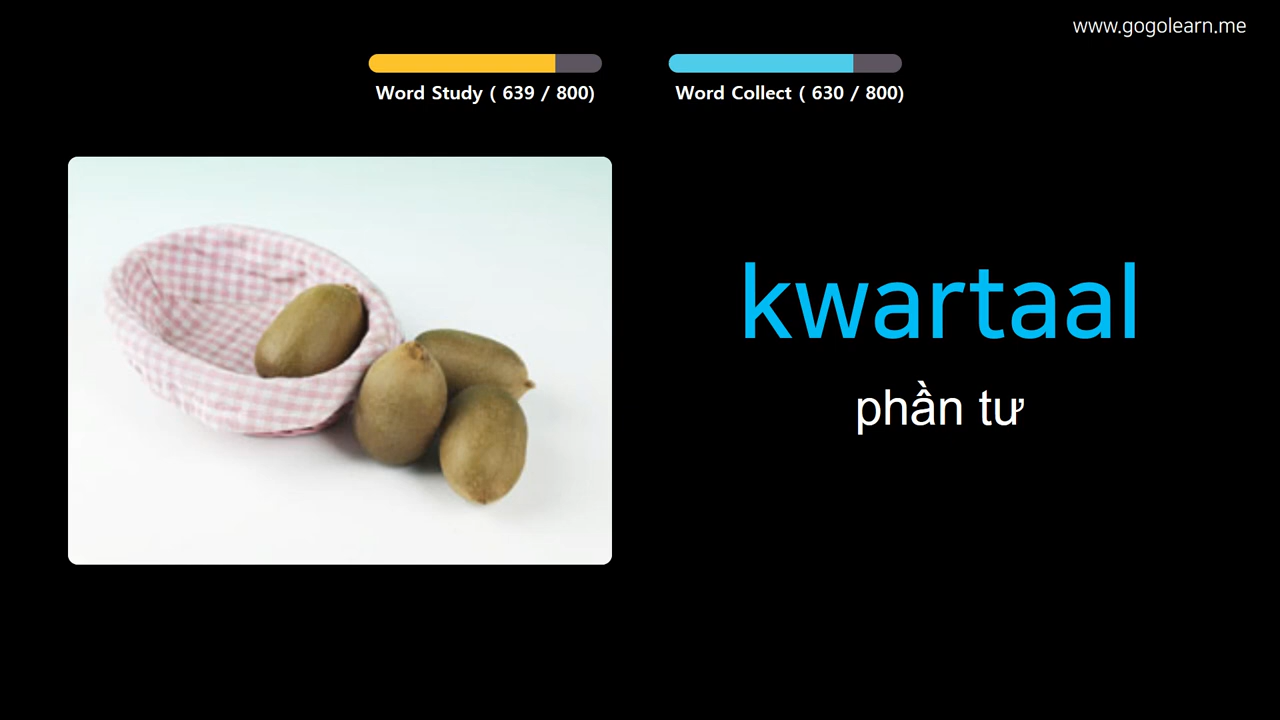 www.gogolearn.me
Word Study ( 639 / 800)
Word Collect ( 630 / 800)
kwartaal
phần tư